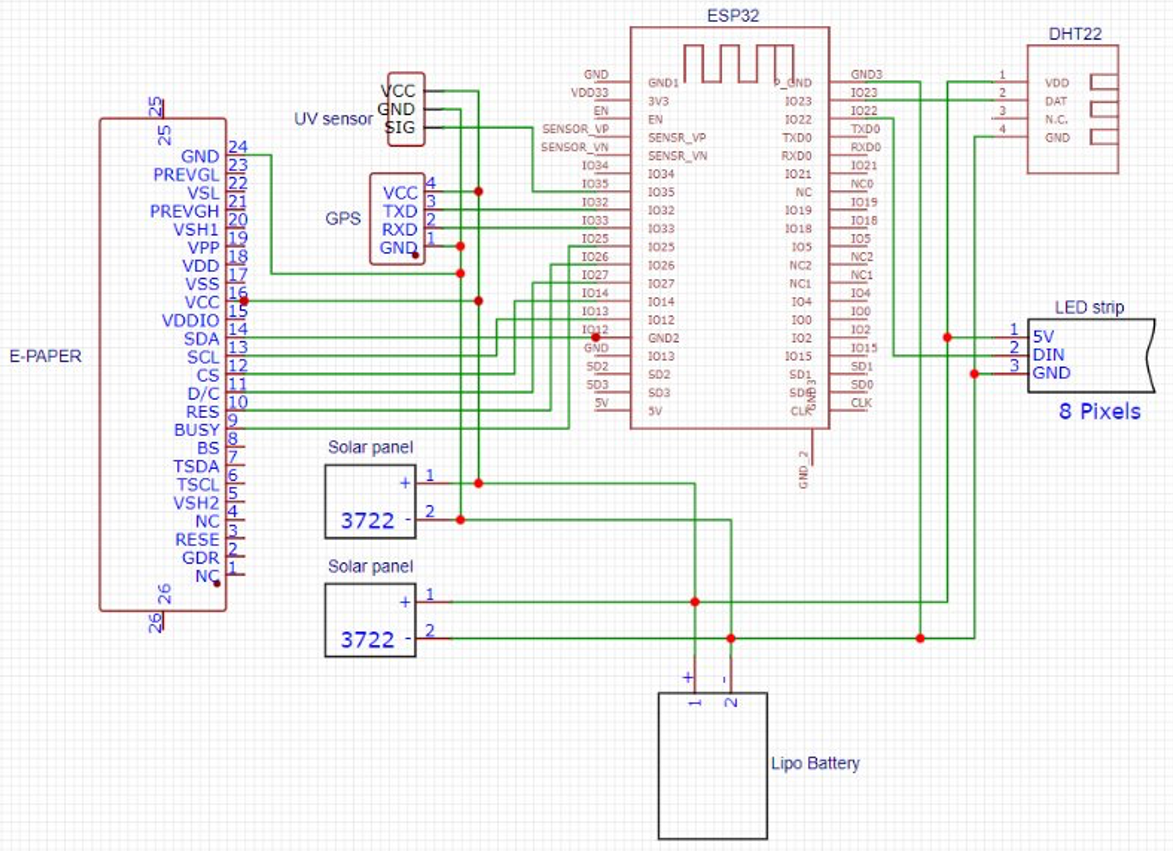 ESP32
GND
VDD33
EN
SENSOR_VP
SENSOR_VN
IO34
IO35
IO32
IO33
IO25
IO26
IO27
IO14
IO13
IO12
GND
SD2
SD3
5V
GND1
3V3
EN
SENSR_VP
SENSR_VN
IO34
IO35
IO32
IO33
IO25
IO26
IO27
IO14
IO12
GND2
IO13
SD2
SD3
5V
P_GND
IO23
IO22
TXD0
RXD0
IO21
NC
IO19
IO18
IO5
NC2
NC1
IO4
IO0
IO2
IO15
SD1
SD0
CLK
GND3
GND3
IO23
IO22
TXD0
RXD0
IO21
NC0
IO19
IO18
IO5
NC2
NC1
IO4
IO0
IO2
IO15
SD1
SD0
CLK
GND_2
DHT22
1 VDD
2 DAT
3 N.C.
4 GND
UV sensor
VCC
GND
SIG
GPS
VCC 4
TXD 3
RXD 2
GND 1
E-PAPER
25
25
GND 24
PREVGL 23
VSL 22
PREVGH 21
VSH1 20
VPP 19
VDD 18
VSS 17
VCC 16
VDDIO 15
SDA 14
SCL 13
CS 12
D/C 11
RES 10
BUSY 9
BS 8
TSDA 7
TSCL 6
VSH2 5
NC 4
RESE 3
GDR 2
NC 1
26
26
LED strip
1 5V
2 DIN
3 GND
8 Pixels
Solar panel
+ 1
3722 - 2
Solar panel
+ 1
3722 - 2
+ -
1 2
Lipo Battery